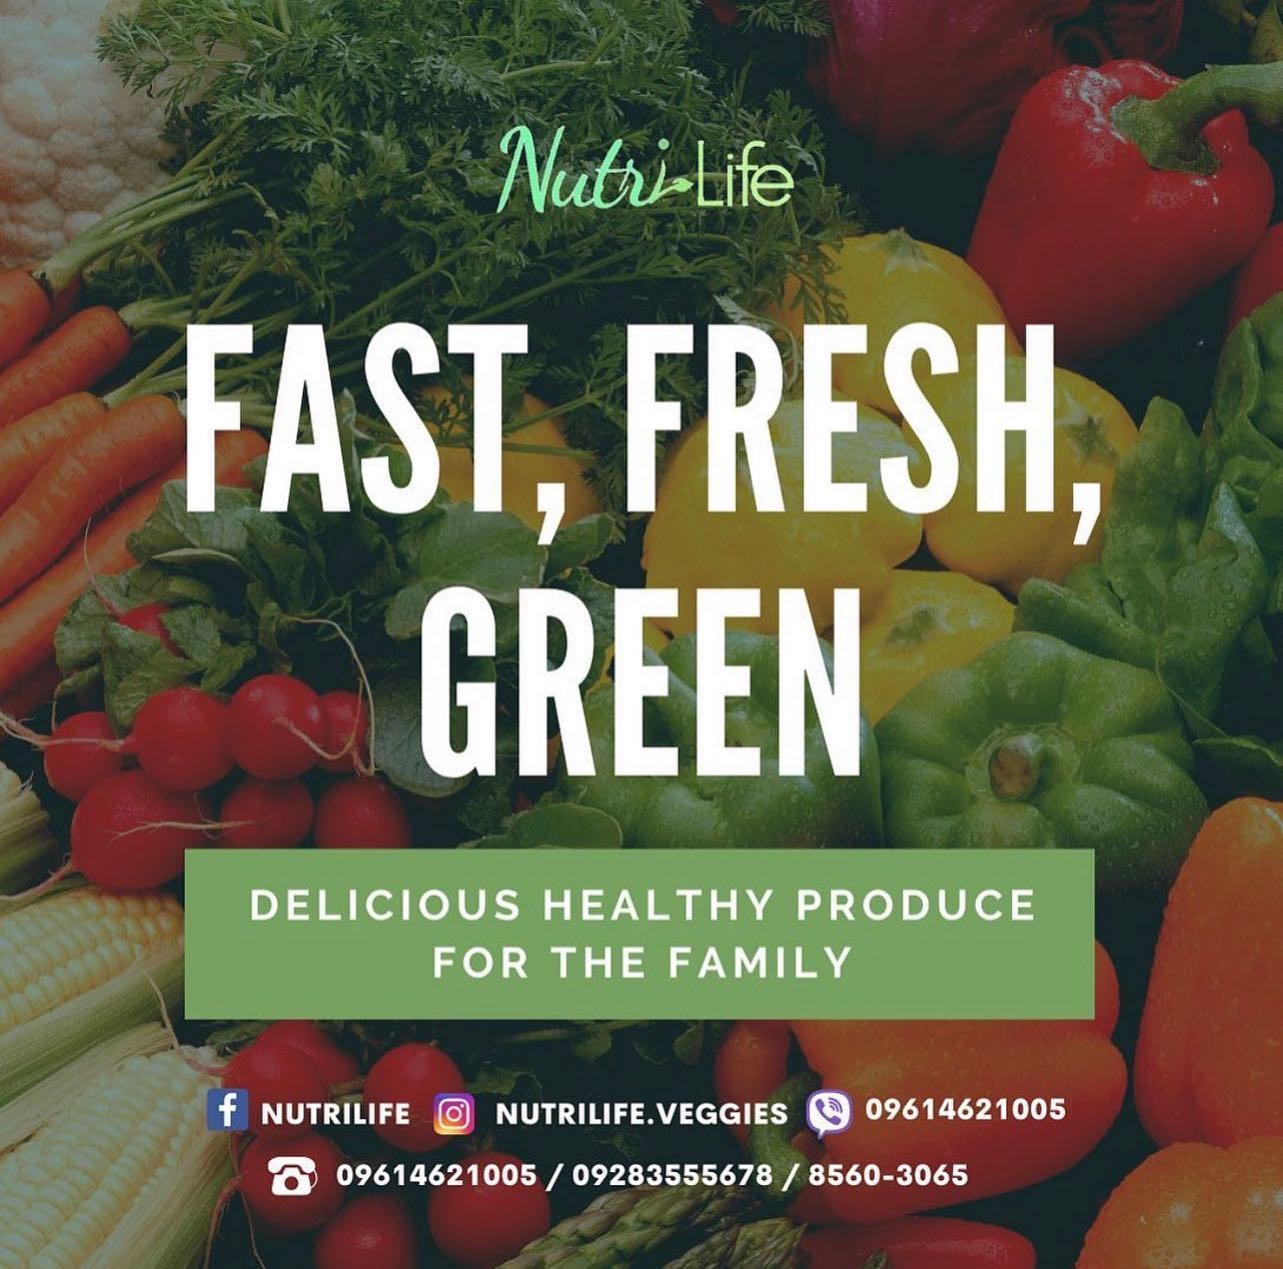 Nutri Life
FAST, FRESH,
GREEN
DELICIOUS HEALTHY PRODUCE
FOR THE FAMILY
NUTRILIFE NUTRILIFE.VEGGIES 09614621005
09614621005 / 09283555678 / 8560-3065